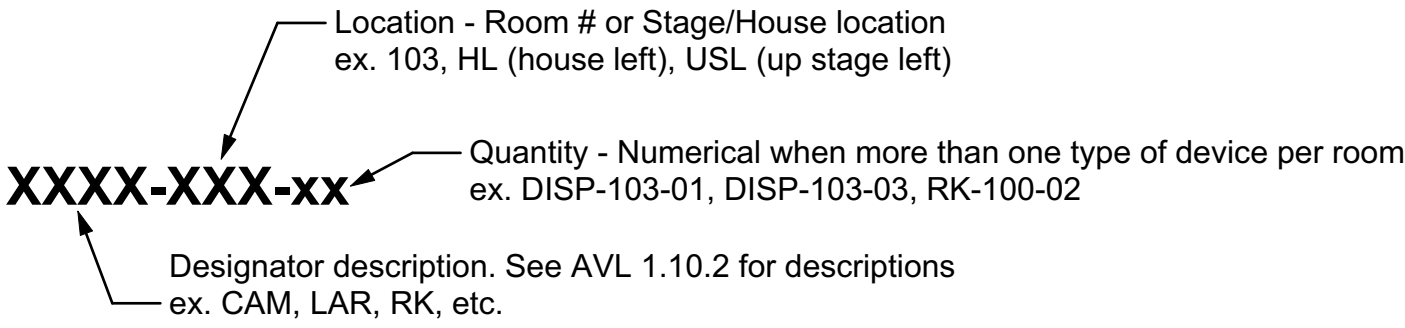 Location - Room # or Stage/House location
ex. 103, HL (house left), USL (up stage left)
Quantity - Numerical when more than one type of device per room
ex. DISP-103-01, DISP-103-03, RK-100-02
XXXX-XXX-xx
Designator description. See AVL 1.10.2 for descriptions
ex. CAM, LAR, RK, etc.